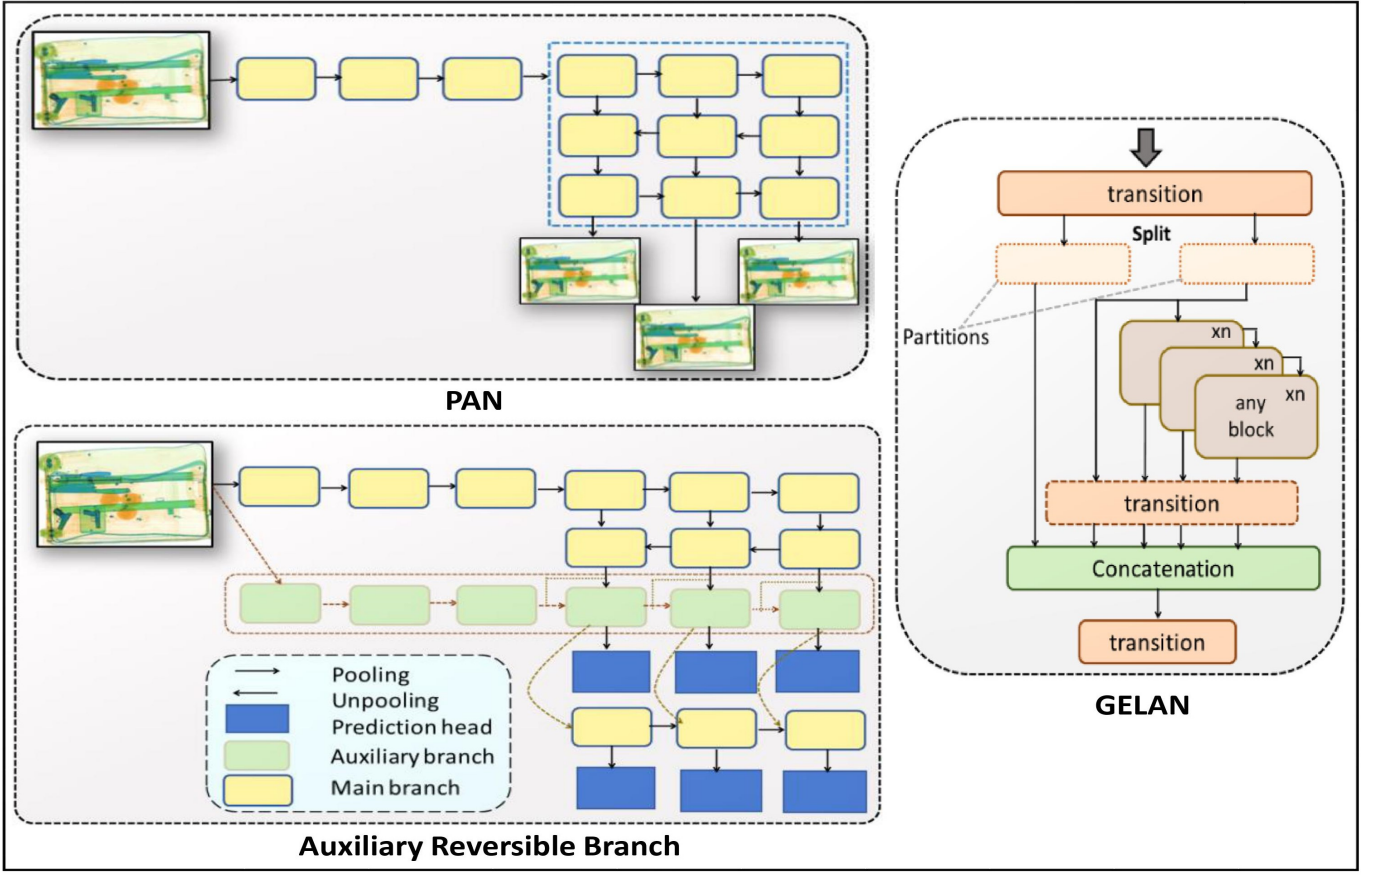 PAN
Pooling
Unpooling
Prediction head
Auxiliary branch
Main branch
Auxiliary Reversible Branch
transition
Split
Partitions
xn
xn
xn
any
block
transition
Concatenation
transition
GELAN